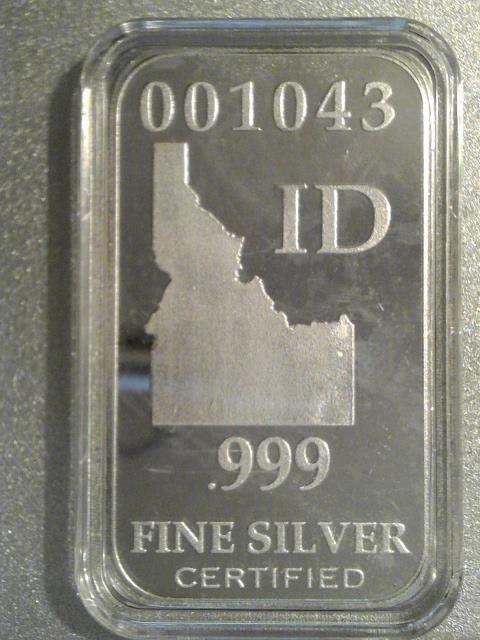 001043
ID
.999
FINE SILVER
CERTIFIED